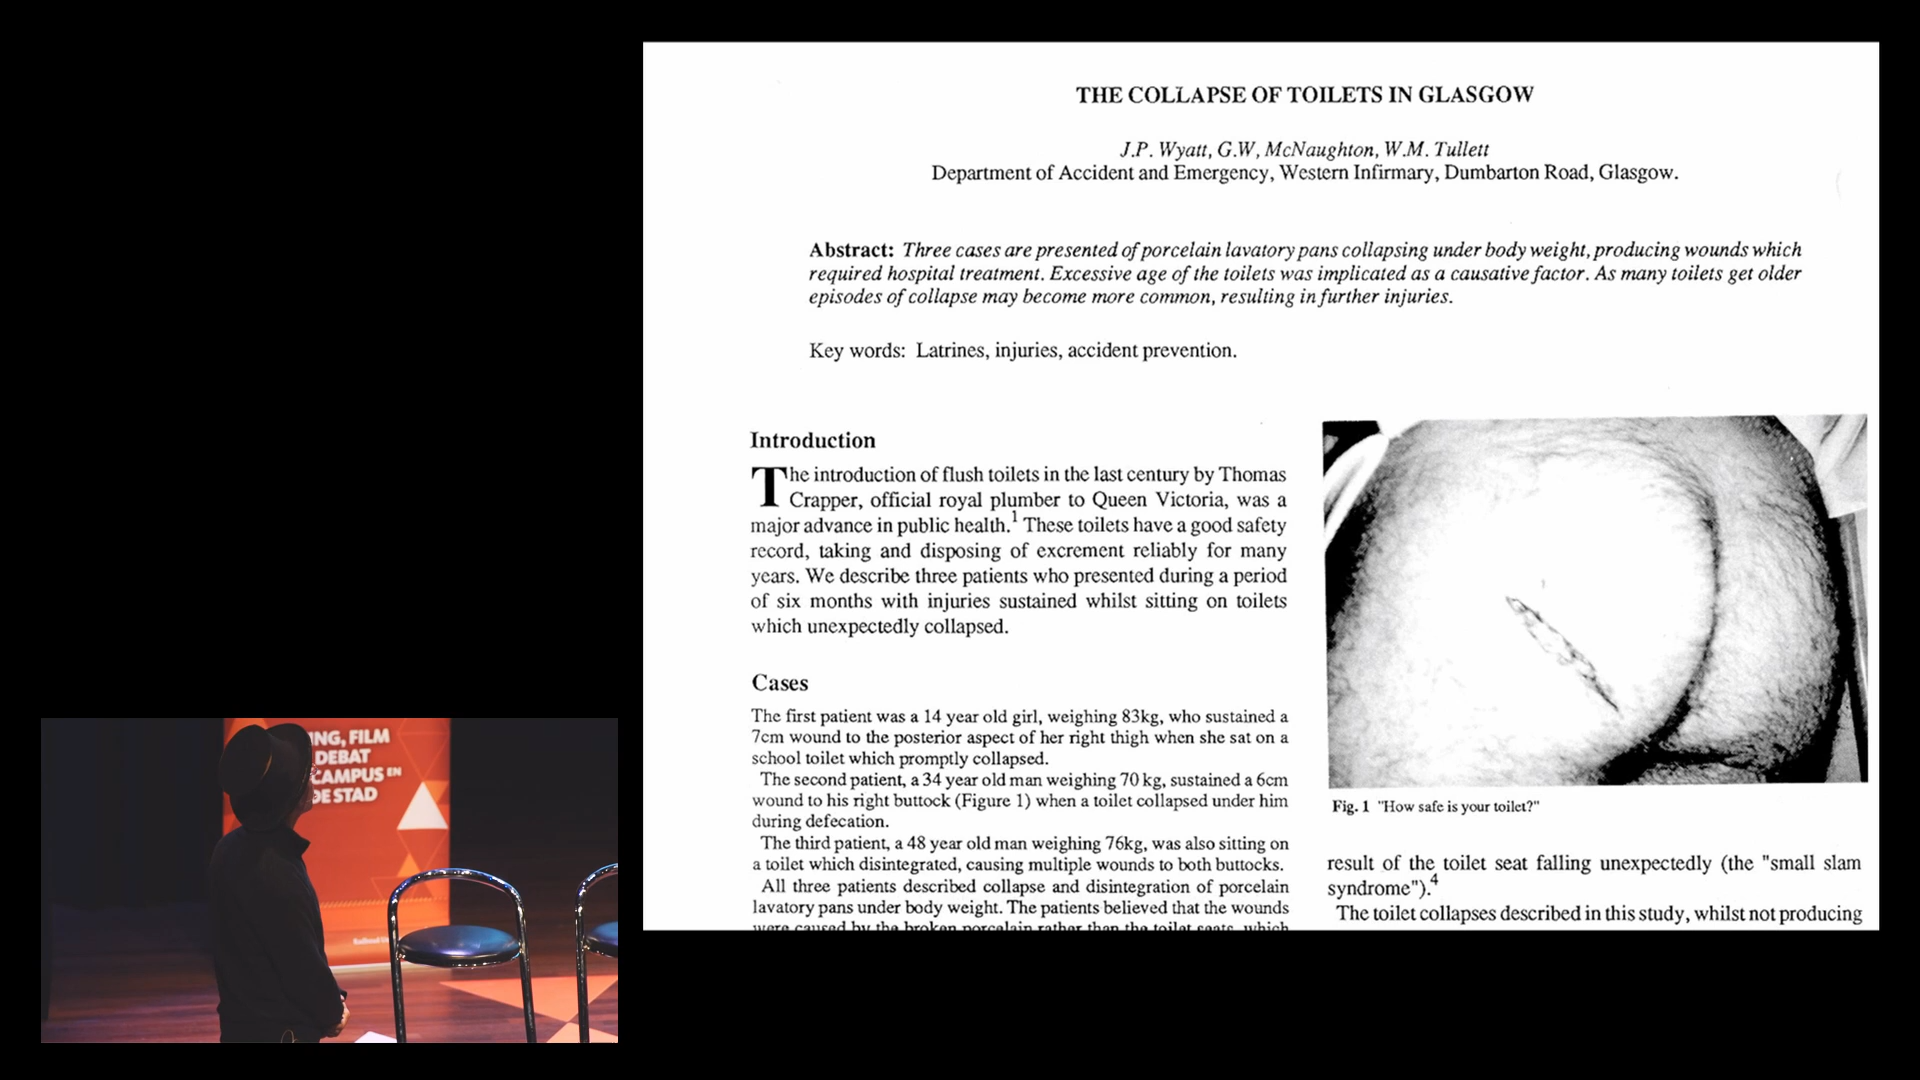 THE COLLAPSE OF TOILETS IN GLASGOW
J.P. Wyatt, G.W, McNaughton, W.M. Tullett
Department of Accident and Emergency, Western Infirmary, Dumbarton Road, Glasgow.
Abstract: Three cases are presented of porcelain lavatory pans collapsing under body weight, producing wounds which
required hospital treatment. Excessive age of the toilets was implicated as a causative factor. As many toilets get older
episodes of collapse may become more common, resulting in further injuries.
Key words: Latrines, injuries, accident prevention.
Introduction
The introduction of flush toilets in the last century by Thomas
Crapper, official royal plumber to Queen Victoria, was a
major advance in public health.1 These toilets have a good safety
record, taking and disposing of excrement reliably for many
years. We describe three patients who presented during a period
of six months with injuries sustained whilst sitting on toilets
which unexpectedly collapsed.
Cases
The first patient was a 14 year old girl, weighing 83kg, who sustained a
7cm wound to the posterior aspect of her right thigh when she sat on a
school toilet which promptly collapsed.
The second patient, a 34 year old man weighing 70 kg, sustained a 6cm
wound to his right buttock (Figure 1) when a toilet collapsed under him
during defecation.
The third patient, a 48 year old man weighing 76kg, was also sitting on
a toilet which disintegrated, causing multiple wounds to both buttocks.
All three patients described collapse and disintegration of porcelain
lavatory pans under body weight. The patients believed that the wounds
were caused by the broken porcelain rather than the toilet seats, which
Fig. 1 "How safe is your toilet?"
result of the toilet seat falling unexpectedly (the "small slam
syndrome").4
The toilet collapses described in this study, whilst not producing
ING, FILM
DEBAT
CAMPUS EN
DE STAD